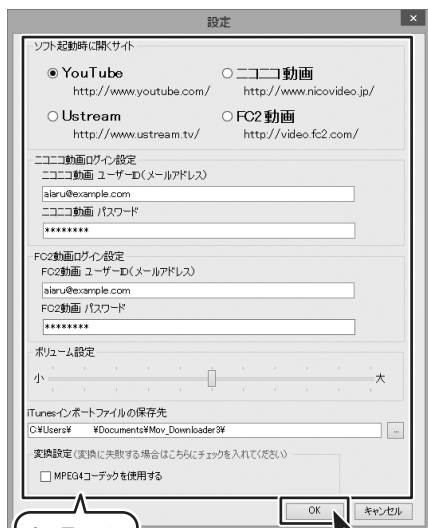 設定
ソフト起動時に開くサイト
YouTube
http://www.youtube.com/
ニコニコ動画
http://www.nicovideo.jp/
Ustream
http://www.ustream.tv/
FC2動画
http://video.fc2.com/
ニコニコ動画ログイン設定
ニコニコ動画 ユーザーID(メールアドレス)
aiaru@example.com
ニコニコ動画 パスワード
********
FC2動画ログイン設定
FC2動画 ユーザーID(メールアドレス)
aiaru@example.com
FC2動画 パスワード
********
ボリューム設定
小
大
iTunesインポートファイルの保存先
C:¥Users¥ ¥Documents¥Mov_Downloader3¥
...
変換設定(変換に失敗する場合はこちらにチェックを入れてください)
MPEG4コーデックを使用する
OK
キャンセル